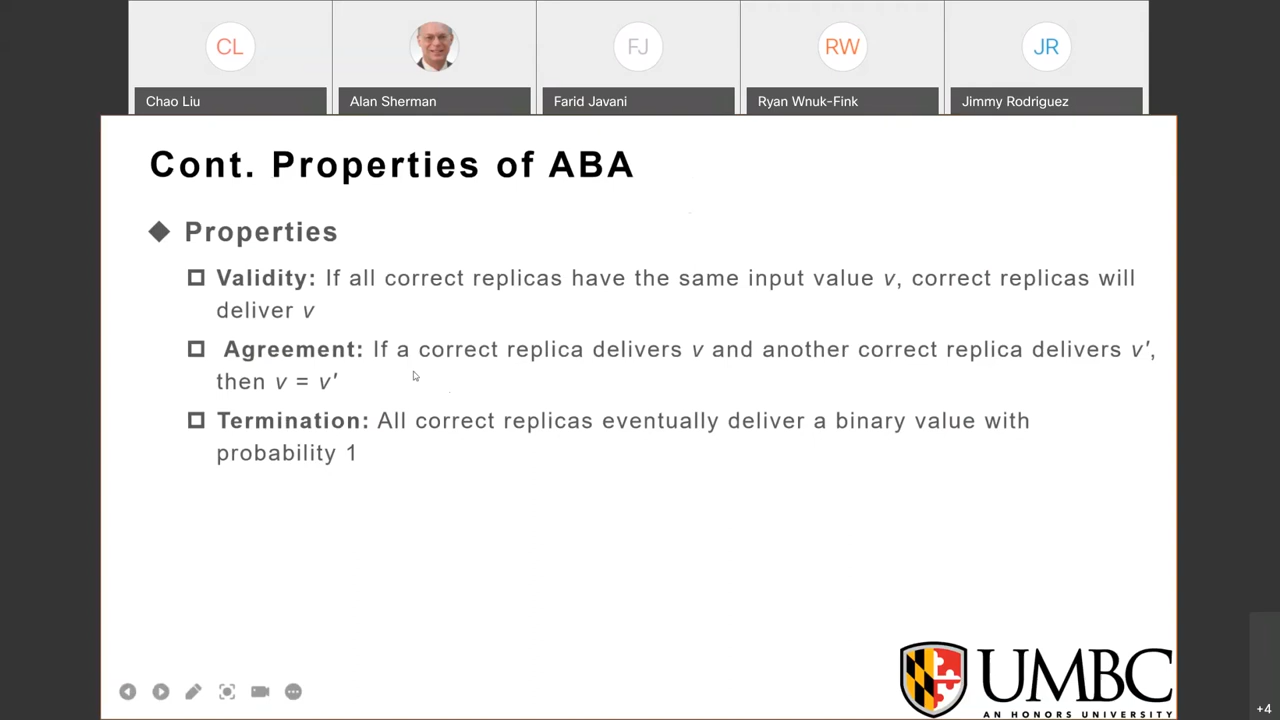 CL
FJ
RW
JR
Chao Liu
Alan Sherman
Farid Javani
Ryan Wnuk-Fink
Jimmy Rodriguez
Cont. Properties of ABA
Properties
Validity: If all correct replicas have the same input value v, correct replicas will
deliver v
Agreement: If a correct replica delivers v and another correct replica delivers v′,
then v = v′
Termination: All correct replicas eventually deliver a binary value with
probability 1
UMBC
AN HONORS UNIVERSITY
+4